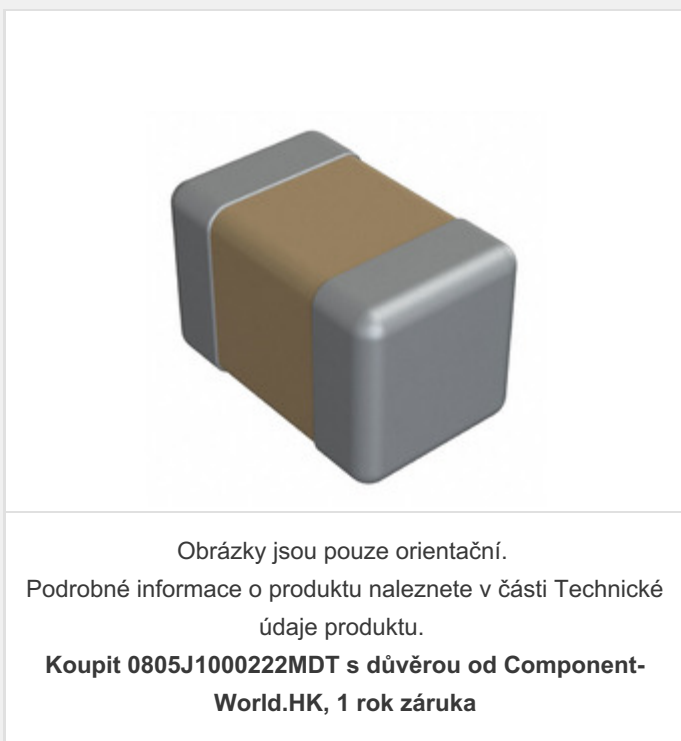 Obrázky jsou pouze orientační.
Podrobné informace o produktu naleznete v části Technické
údaje produktu.
Koupit 0805J1000222MDT s důvěrou od Component-
World.HK, 1 rok záruka